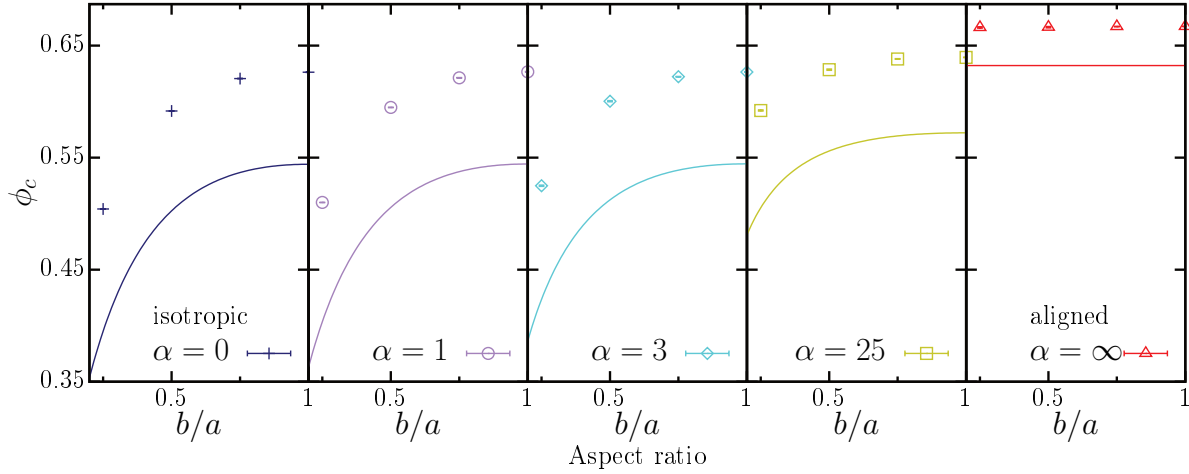 0.65
0.55
0.45
0.35
ϕc
isotropic
α = 0
α = 1
α = 3
α = 25
aligned
α = ∞
0.5 1
0.5 1
0.5 1
0.5 1
0.5 1
b/a
b/a
b/a
b/a
b/a
Aspect ratio